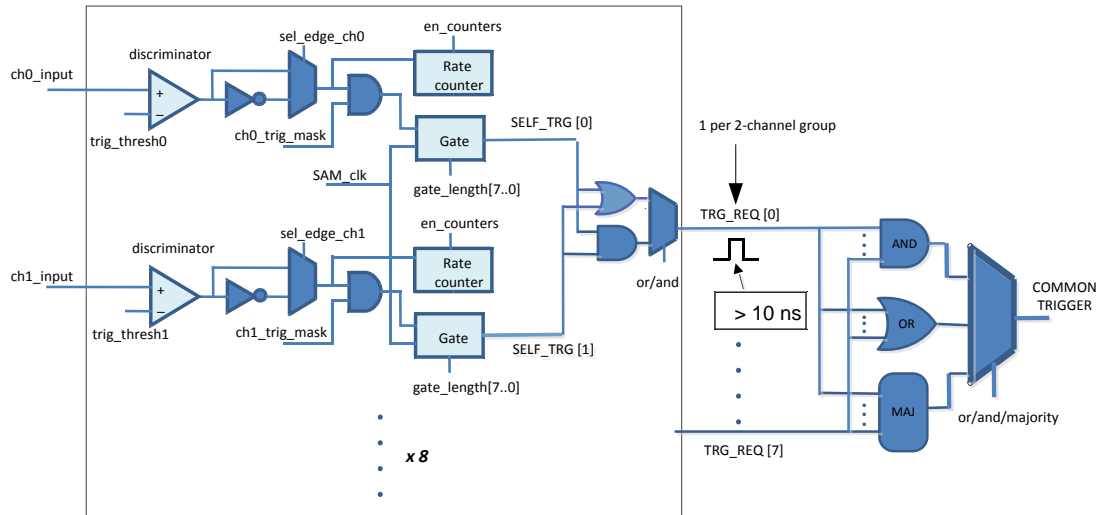 sel_edge_ch0
en_counters
discriminator
ch0_input
+
−
Rate
counter
trig_thresh0
ch0_trig_mask
Gate
SELF_TRG [0]
1 per 2-channel group
SAM_clk
gate_length[7..0]
TRG_REQ [0]
en_counters
sel_edge_ch1
discriminator
AND
ch1_input
+
−
Rate
counter
or/and
> 10 ns
COMMON
TRIGGER
trig_thresh1
ch1_trig_mask
Gate
SELF_TRG [1]
OR
gate_length[7..0]
MAJ
or/and/majority
x 8
TRG_REQ [7]